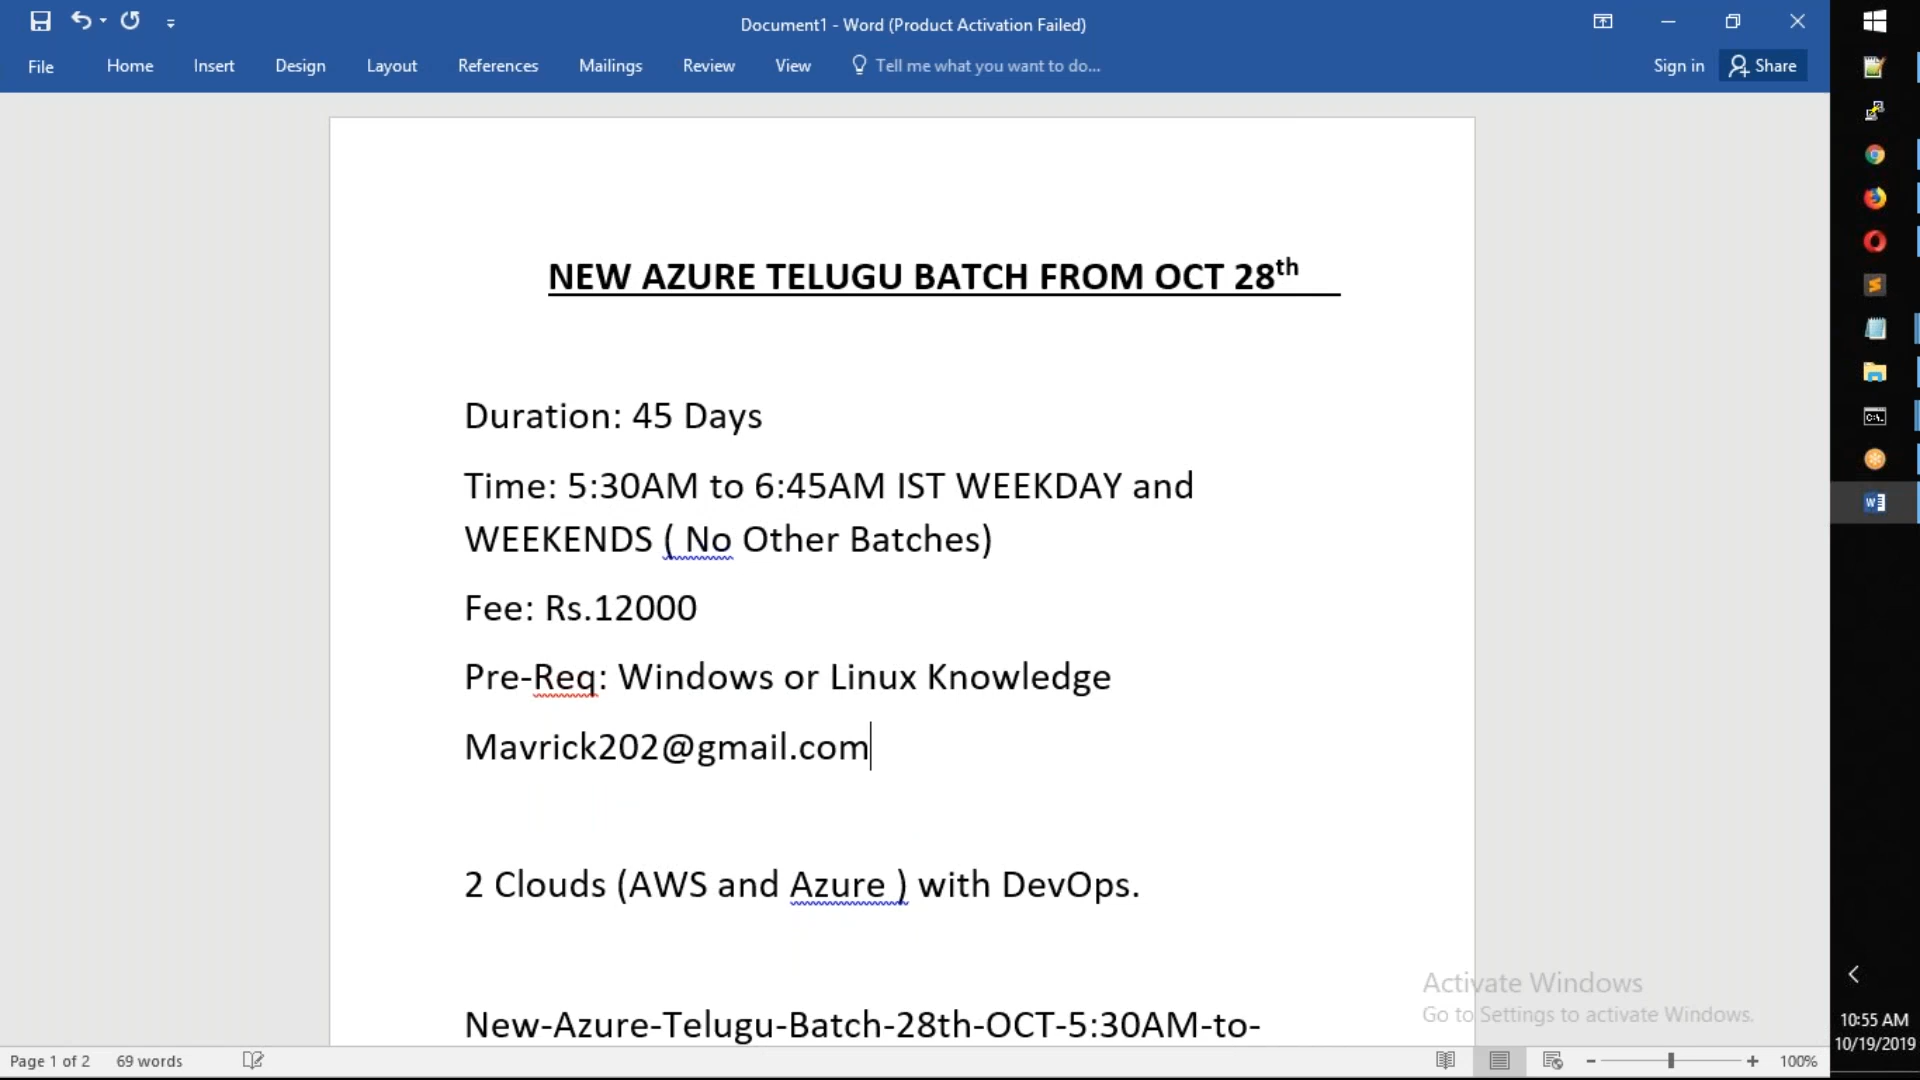 Document1 - Word (Product Activation Failed)
File Home Insert Design Layout References Mailings Review View Tell me what you want to do... Sign in Share
NEW AZURE TELUGU BATCH FROM OCT 28th
Duration: 45 Days
Time: 5:30AM to 6:45AM IST WEEKDAY and
WEEKENDS ( No Other Batches)
Fee: Rs.12000
Pre-Req: Windows or Linux Knowledge
Mavrick202@gmail.com
2 Clouds (AWS and Azure ) with DevOps.
New-Azure-Telugu-Batch-28th-OCT-5:30AM-to-
Activate Windows
Go to Settings to activate Windows.
Page 1 of 2 69 words 100%
10:55 AM
10/19/2019